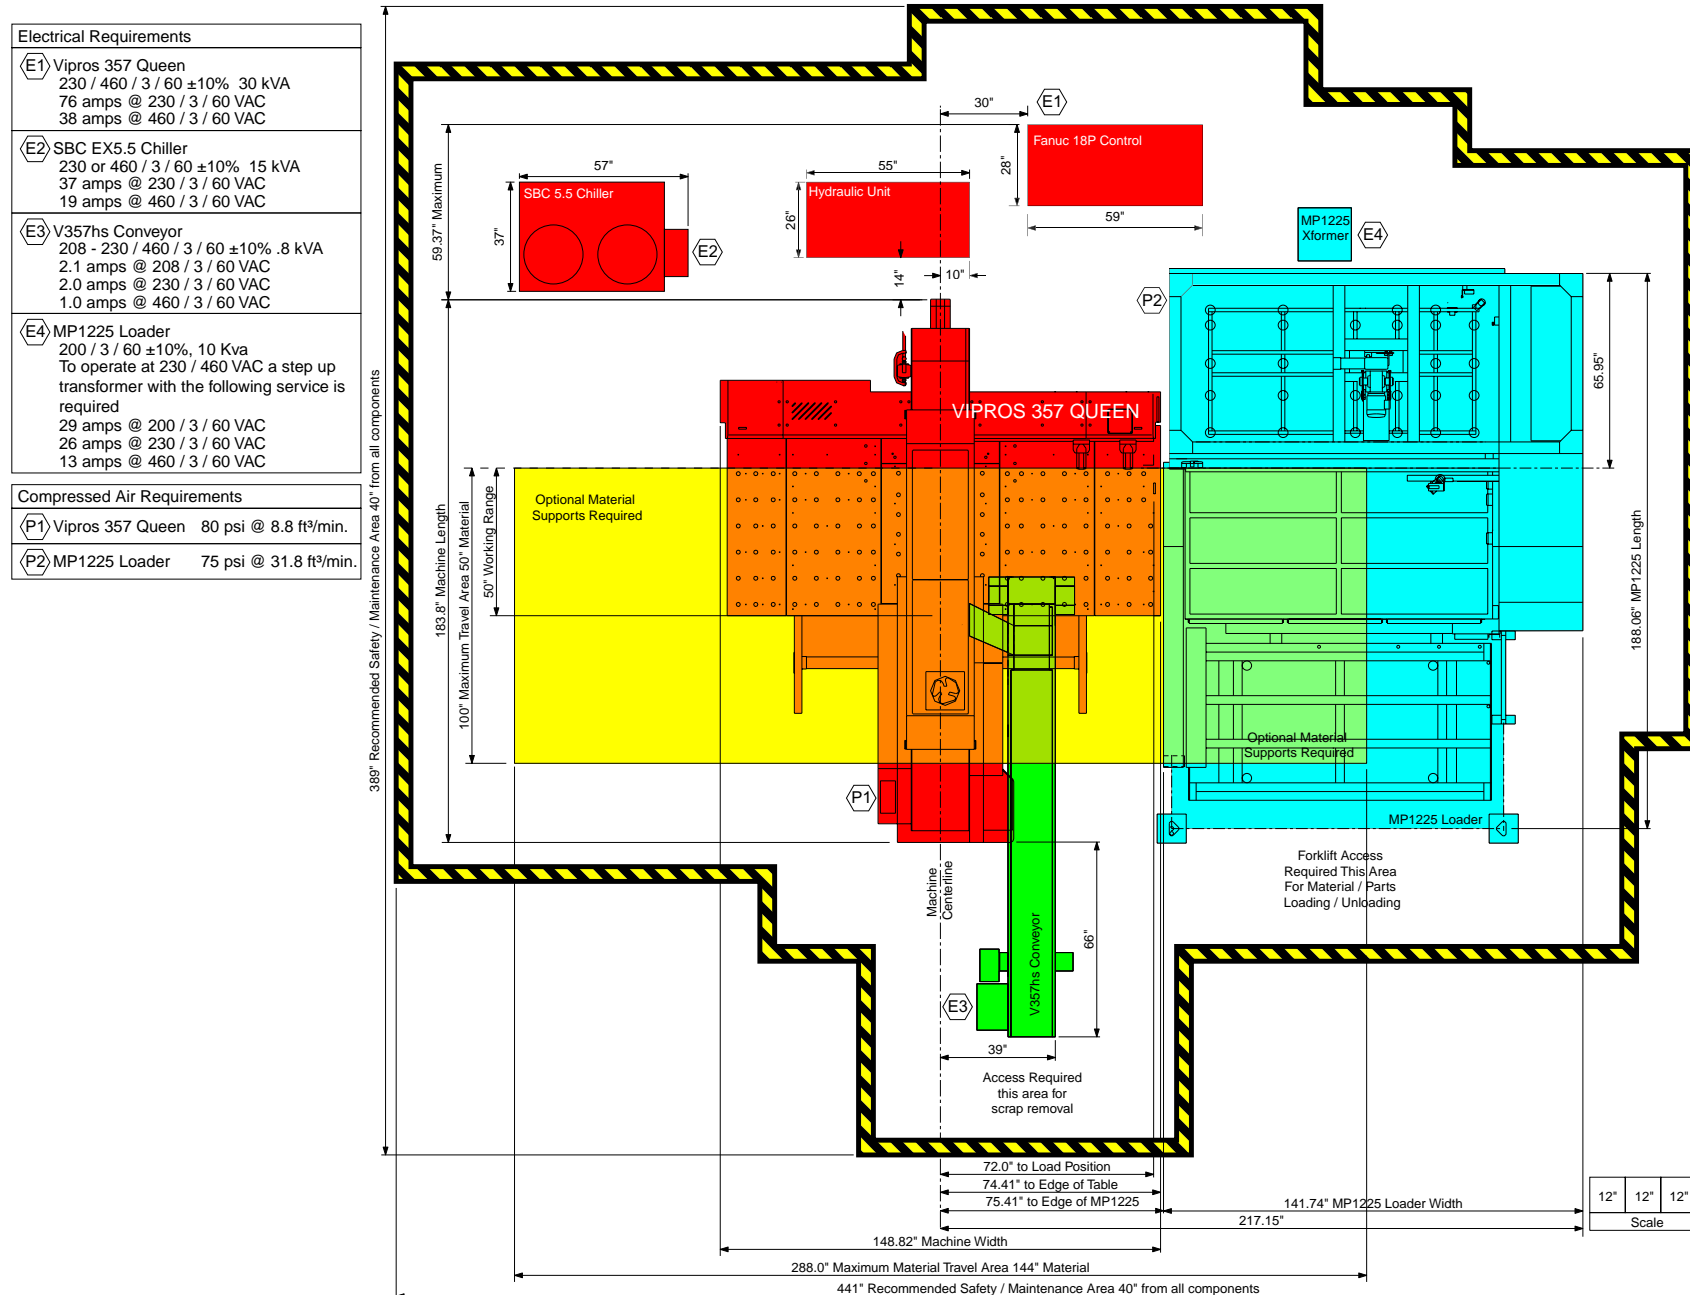 Electrical Requirements
E1 Vipros 357 Queen
230 / 460 / 3 / 60 ±10%  30 kVA
76 amps @ 230 / 3 / 60 VAC
38 amps @ 460 / 3 / 60 VAC
E2 SBC EX5.5 Chiller
230 or 460 / 3 / 60 ±10%  15 kVA
37 amps @ 230 / 3 / 60 VAC
19 amps @ 460 / 3 / 60 VAC
E3 V357hs Conveyor
208 - 230 / 460 / 3 / 60 ±10% .8 kVA
2.1 amps @ 208 / 3 / 60 VAC
2.0 amps @ 230 / 3 / 60 VAC
1.0 amps @ 460 / 3 / 60 VAC
E4 MP1225 Loader
200 / 3 / 60 ±10%, 10 Kva
To operate at 230 / 460 VAC a step up
transformer with the following service is
required
29 amps @ 200 / 3 / 60 VAC
26 amps @ 230 / 3 / 60 VAC
13 amps @ 460 / 3 / 60 VAC
Compressed Air Requirements
P1 Vipros 357 Queen   80 psi @ 8.8 ft³/min.
P2 MP1225 Loader   75 psi @ 31.8 ft³/min.
389" Recommended Safety / Maintenance Area 40" from all components
59.37" Maximum
183.8" Machine Length
100" Maximum Travel Area 50" Material
50" Working Range
57"
37"
SBC 5.5 Chiller
E2
55"
26"
Hydraulic Unit
14"
10"
30"
E1
28"
Fanuc 18P Control
59"
MP1225
Xformer
E4
P2
65.95"
188.06" MP1225 Length
VIPROS 357 QUEEN
Optional Material
Supports Required
Optional Material
Supports Required
P1
MP1225 Loader
Forklift Access
Required This Area
For Material / Parts
Loading / Unloading
Machine
Centerline
V357hs Conveyor
66"
E3
39"
Access Required
this area for
scrap removal
72.0" to Load Position
74.41" to Edge of Table
75.41" to Edge of MP1225
141.74" MP1225 Loader Width
217.15"
148.82" Machine Width
288.0" Maximum Material Travel Area 144" Material
441" Recommended Safety / Maintenance Area 40" from all components
12" 12" 12"
Scale